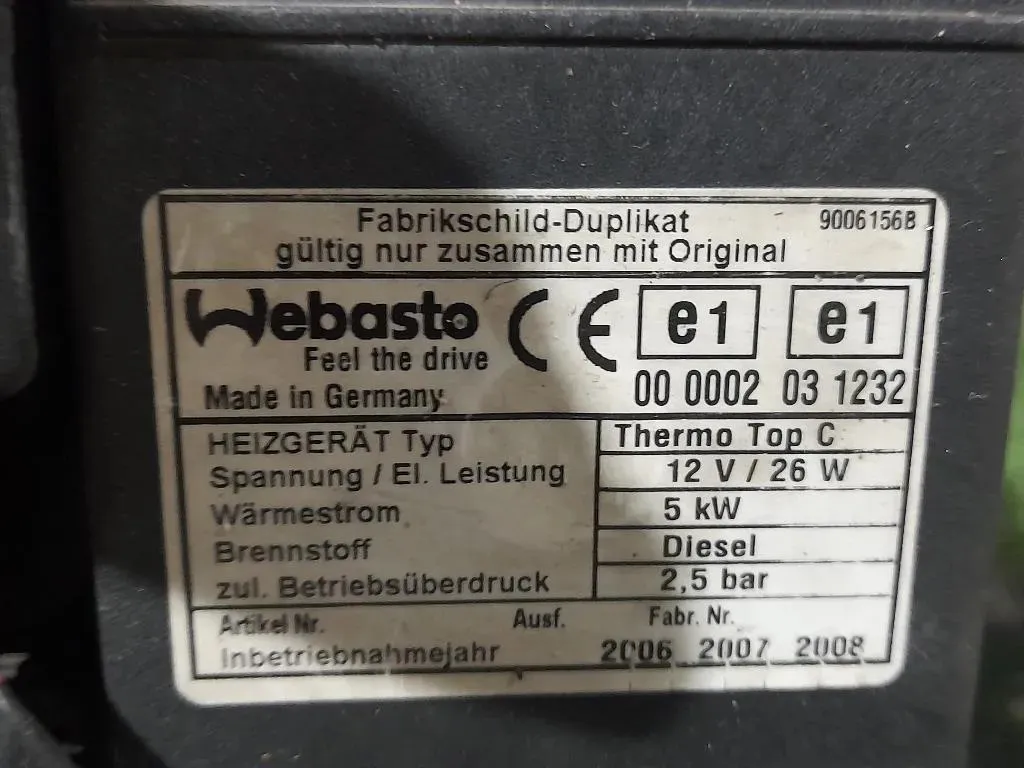 Fabrikschild-Duplikat 9006156B
gültig nur zusammen mit Original
Webasto CE e1 e1
Feel the drive
Made in Germany 00 0002 03 1232
HEIZGERÄT Typ Thermo Top C
Spannung / El. Leistung 12 V / 26 W
Wärmestrom 5 kW
Brennstoff Diesel
zul. Betriebsüberdruck 2,5 bar
Artikel Nr. Ausf. Fabr. Nr.
Inbetriebnahmejahr 2006 2007 2008